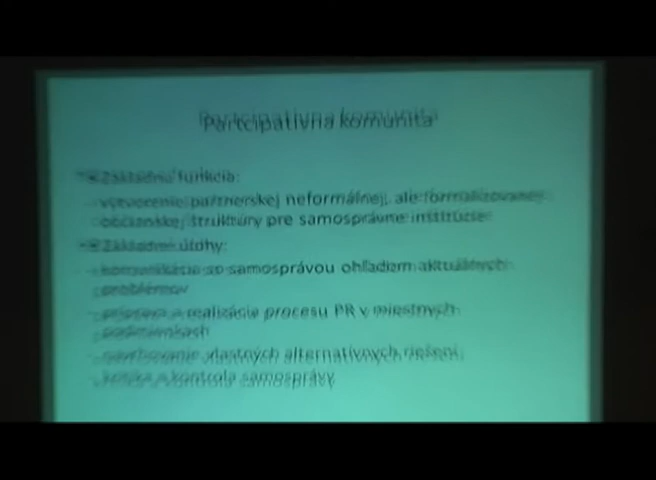 Partcipatívna komunita
Základná funkcia:
vytvorenie partnerskej neformálnej, ale formalizovanej
občianskej štruktúry pre samosprávne inštitúcie
Základné úlohy:
komunikácia so samosprávou ohľadom aktuálnych
problémov
príprava a realizácia procesu PR v miestnych
podmienkach
navrhovanie vlastných alternatívnych riešení,
kritika a kontrola samosprávy